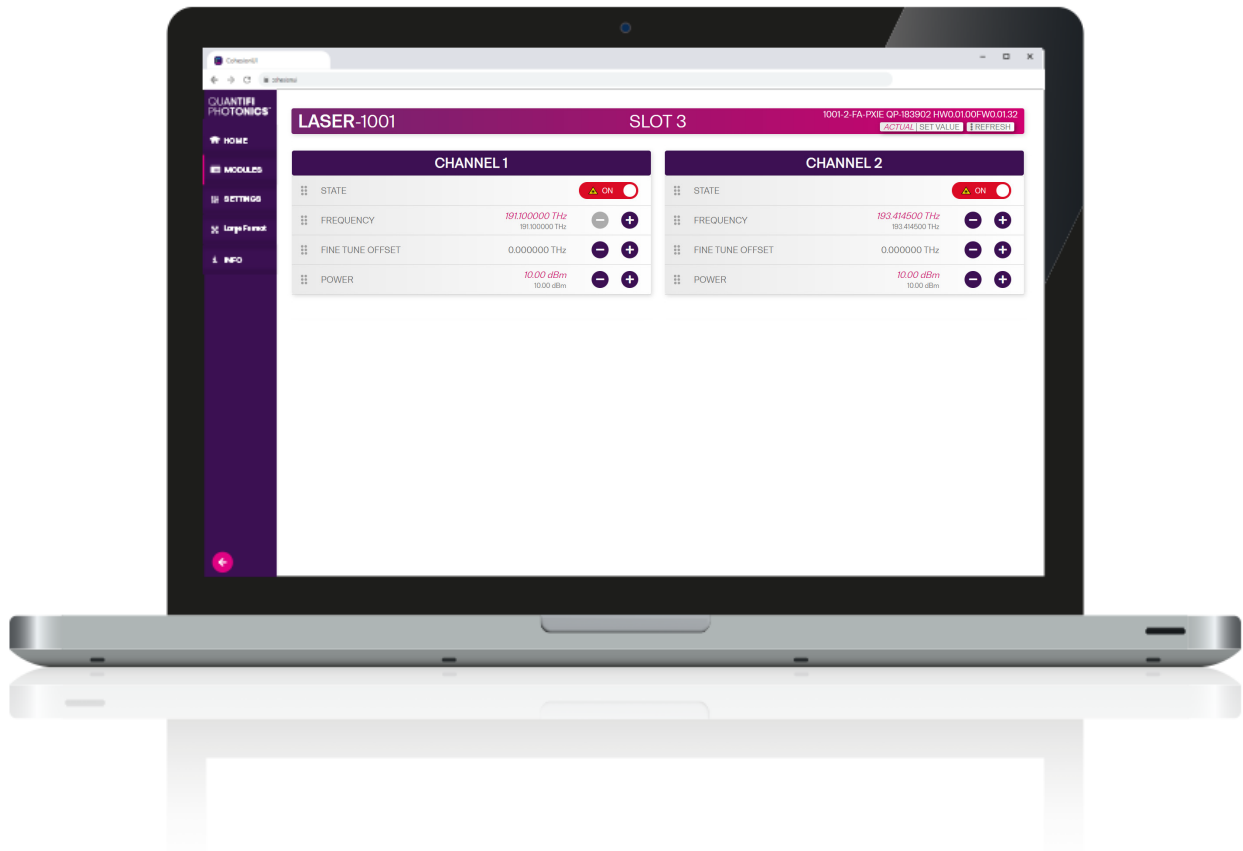 CohesionUI
cohesionui
QUANTIFI
PHOTONICS™
HOME
MODULES
SETTINGS
Large Format
INFO
LASER-1001
SLOT 3
1001-2-FA-PXIE QP-183902 HW0.01.00FW0.01.32
ACTUAL | SET VALUE
REFRESH
CHANNEL 1
STATE
ON
FREQUENCY
191.100000 THz
191.100000 THz
FINE TUNE OFFSET
0.000000 THz
POWER
10.00 dBm
10.00 dBm
CHANNEL 2
STATE
ON
FREQUENCY
193.414500 THz
193.414500 THz
FINE TUNE OFFSET
0.000000 THz
POWER
10.00 dBm
10.00 dBm